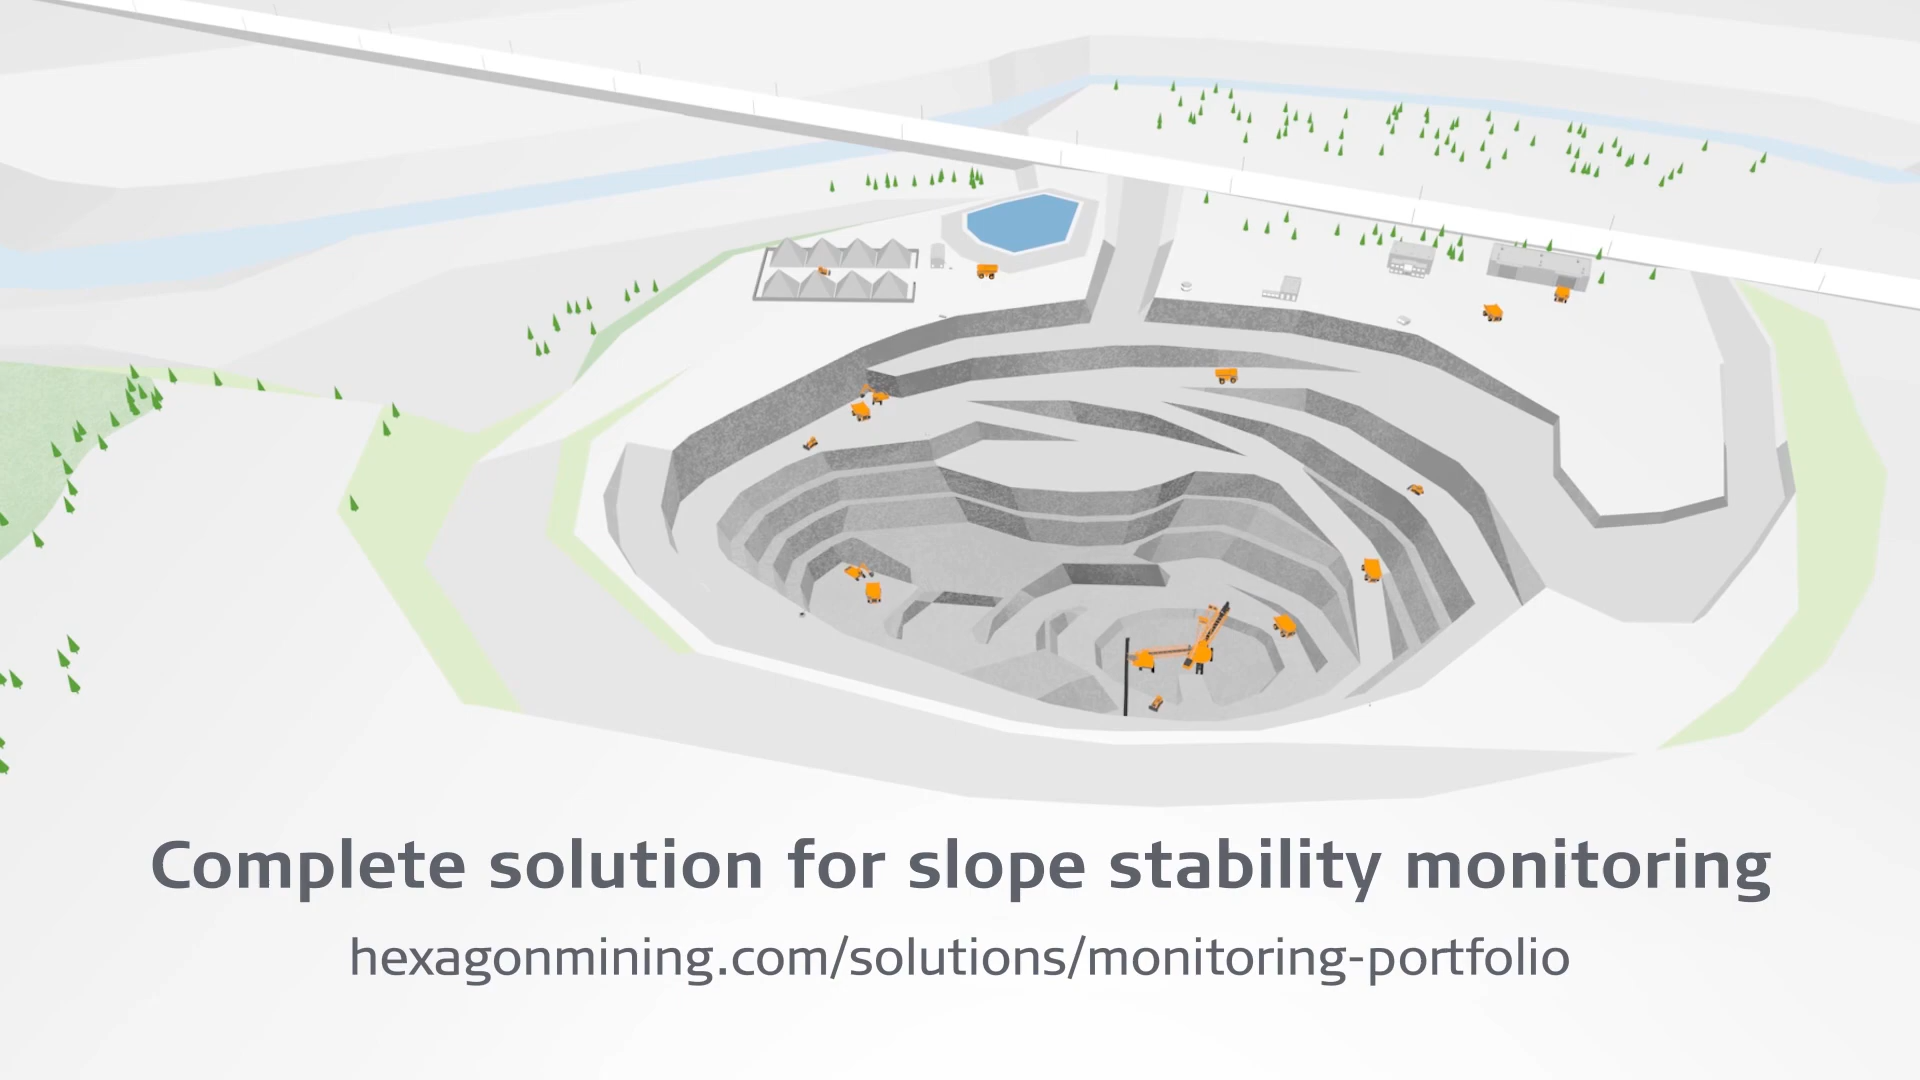 Complete solution for slope stability monitoring
hexagonmining.com/solutions/monitoring-portfolio